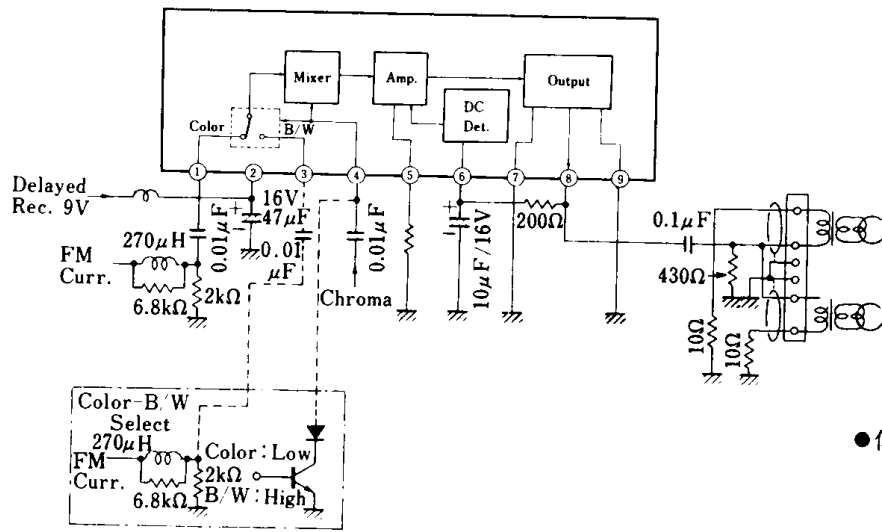 Mixer
Amp.
Output
DC
Det.
Color
B/W
1
2
3
4
5
6
7
8
9
Delayed
Rec. 9V
16V
47μF
270μH
0.01μF
0.01
μF
0.01μF
10μF/16V
200Ω
0.1μF
FM
Curr.
6.8kΩ
2kΩ
Chroma
430Ω
10Ω
10Ω
Color-B/W
Select
270μH
FM
Curr.
6.8kΩ
2kΩ
Color:Low
B/W:High